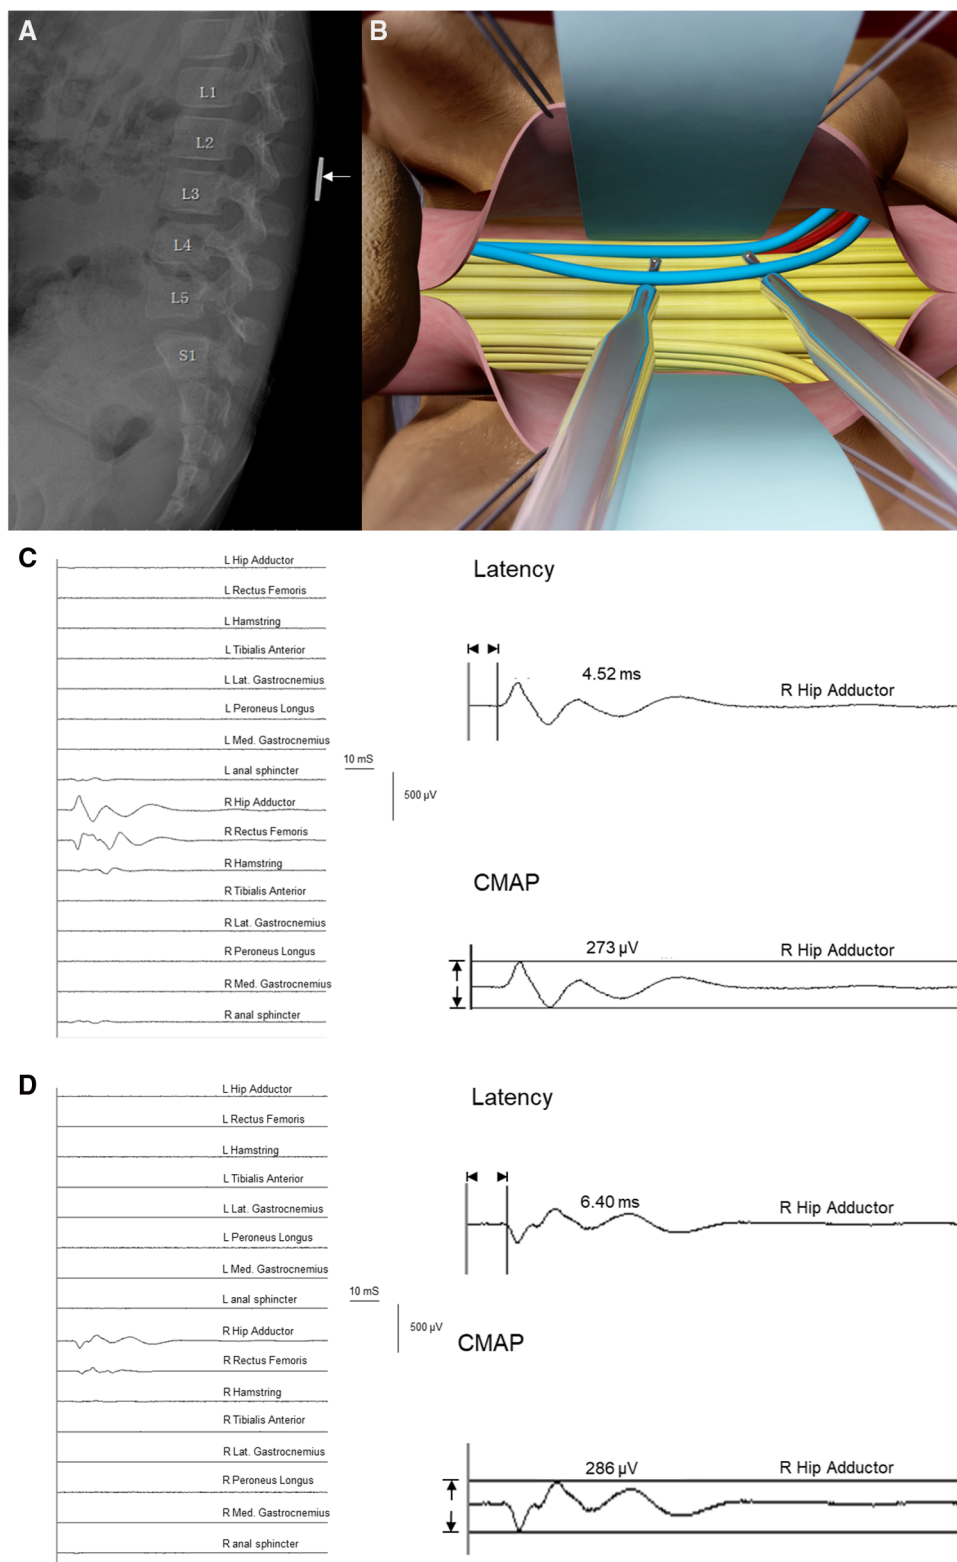 A
L1
L2
L3
L4
L5
S1
B
C
L Hip Adductor
L Rectus Femoris
L Hamstring
L Tibialis Anterior
L Lat. Gastrocnemius
L Peroneus Longus
L Med. Gastrocnemius
L anal sphincter
R Hip Adductor
R Rectus Femoris
R Hamstring
R Tibialis Anterior
R Lat. Gastrocnemius
R Peroneus Longus
R Med. Gastrocnemius
R anal sphincter
10 mS
500 µV
Latency
4.52 ms
R Hip Adductor
CMAP
273 µV
R Hip Adductor
D
L Hip Adductor
L Rectus Femoris
L Hamstring
L Tibialis Anterior
L Lat. Gastrocnemius
L Peroneus Longus
L Med. Gastrocnemius
L anal sphincter
R Hip Adductor
R Rectus Femoris
R Hamstring
R Tibialis Anterior
R Lat. Gastrocnemius
R Peroneus Longus
R Med. Gastrocnemius
R anal sphincter
10 mS
500 µV
Latency
6.40 ms
R Hip Adductor
CMAP
286 µV
R Hip Adductor